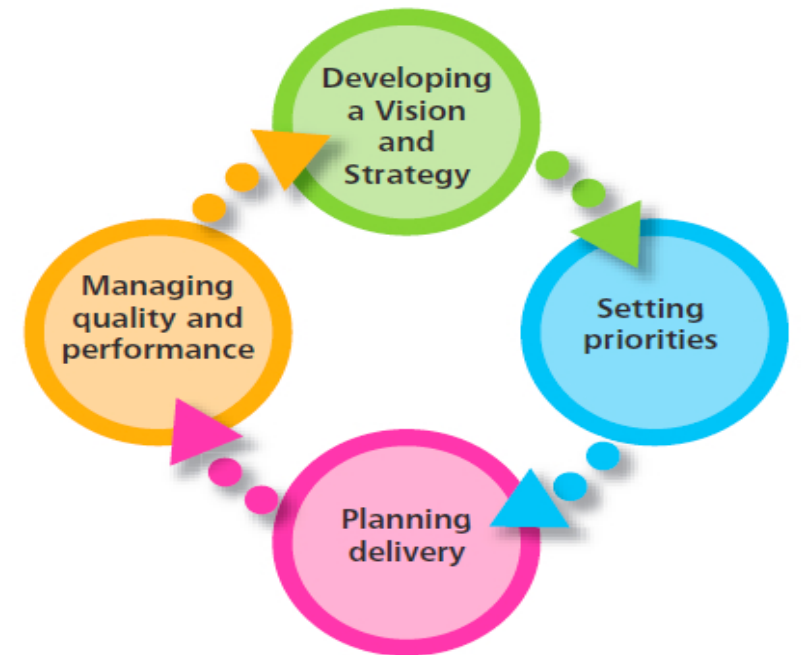 Developing
a Vision
and
Strategy
Setting
priorities
Planning
delivery
Managing
quality and
performance